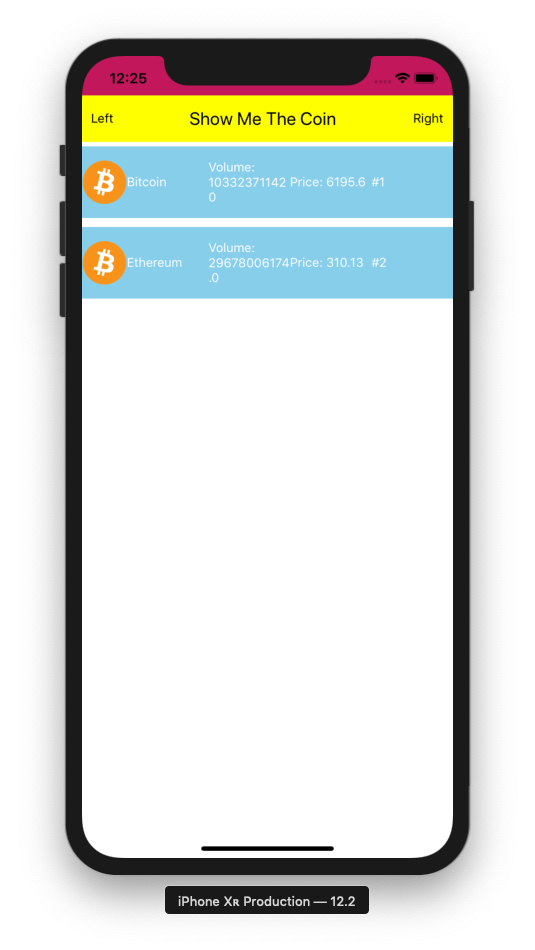 12:25
Left Show Me The Coin Right
Volume:
Bitcoin 10332371142 Price: 6195.6 #1
0
Volume:
Ethereum 29678006174Price: 310.13 #2
.0
iPhone Xʀ Production — 12.2